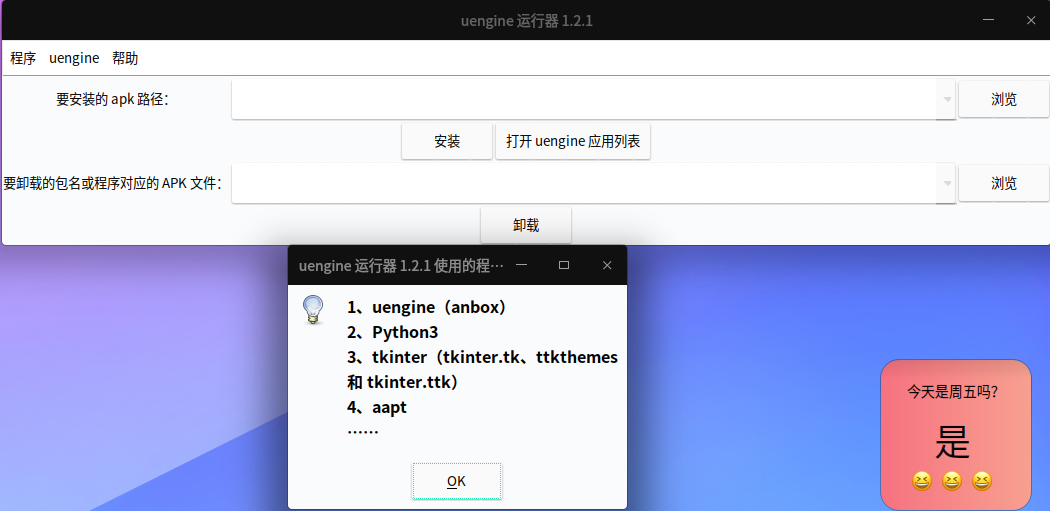 uengine 运行器 1.2.1
程序 uengine 帮助
要安装的 apk 路径：
浏览
安装 打开 uengine 应用列表
要卸载的包名或程序对应的 APK 文件：
浏览
卸载
uengine 运行器 1.2.1 使用的程…
1、uengine（anbox）
2、Python3
3、tkinter（tkinter.tk、ttkthemes
和 tkinter.ttk）
4、aapt
……
OK
今天是周五吗？
是
😆 😆 😆